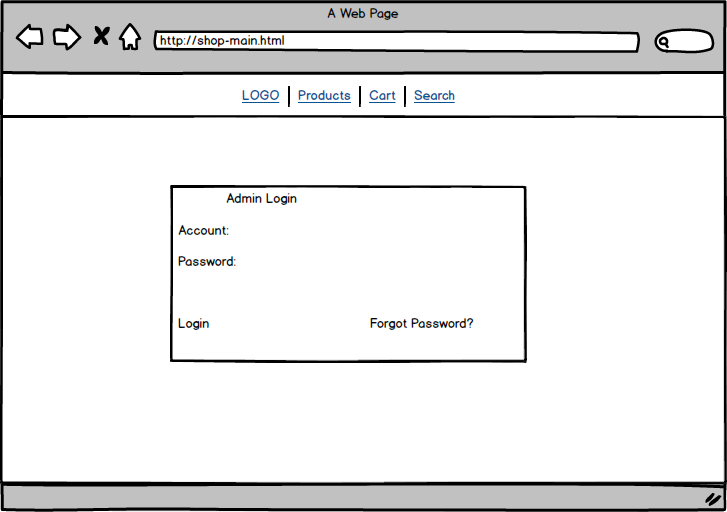 A Web Page
http://shop-main.html
LOGO | Products | Cart | Search
Admin Login
Account:
Password:
Login Forgot Password?